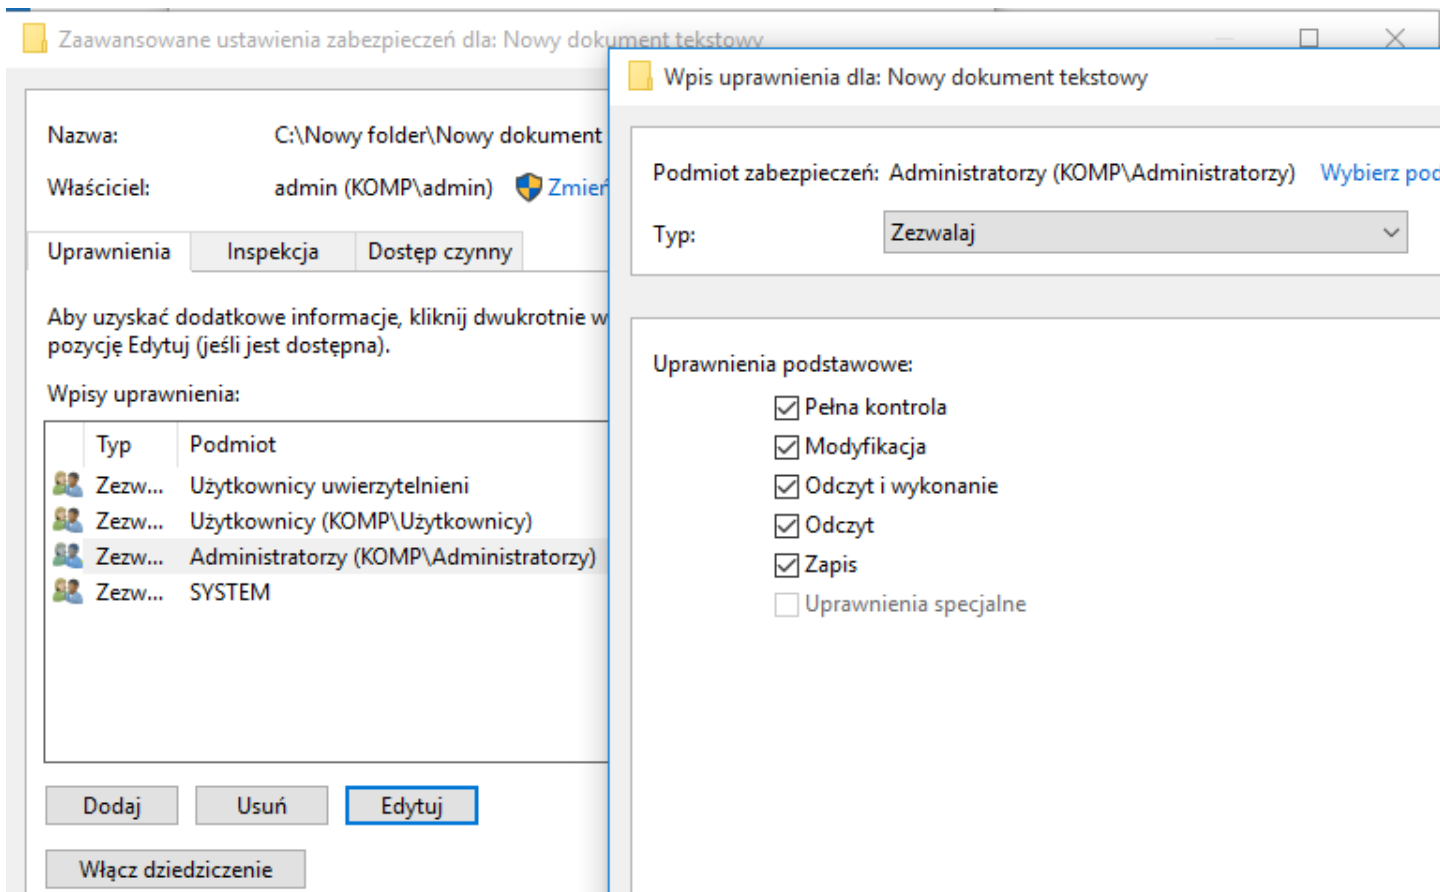 Zaawansowane ustawienia zabezpieczeń dla: Nowy dokument tekstowy
Nazwa: C:\Nowy folder\Nowy dokument
Właściciel: admin (KOMP\admin) Zmień
Uprawnienia Inspekcja Dostęp czynny
Aby uzyskać dodatkowe informacje, kliknij dwukrotnie w
pozycję Edytuj (jeśli jest dostępna).
Wpisy uprawnienia:
Typ Podmiot
Zezw... Użytkownicy uwierzytelnieni
Zezw... Użytkownicy (KOMP\Użytkownicy)
Zezw... Administratorzy (KOMP\Administratorzy)
Zezw... SYSTEM
Dodaj Usuń Edytuj
Włącz dziedziczenie
Wpis uprawnienia dla: Nowy dokument tekstowy
Podmiot zabezpieczeń: Administratorzy (KOMP\Administratorzy) Wybierz pod
Typ: Zezwalaj
Uprawnienia podstawowe:
Pełna kontrola
Modyfikacja
Odczyt i wykonanie
Odczyt
Zapis
Uprawnienia specjalne